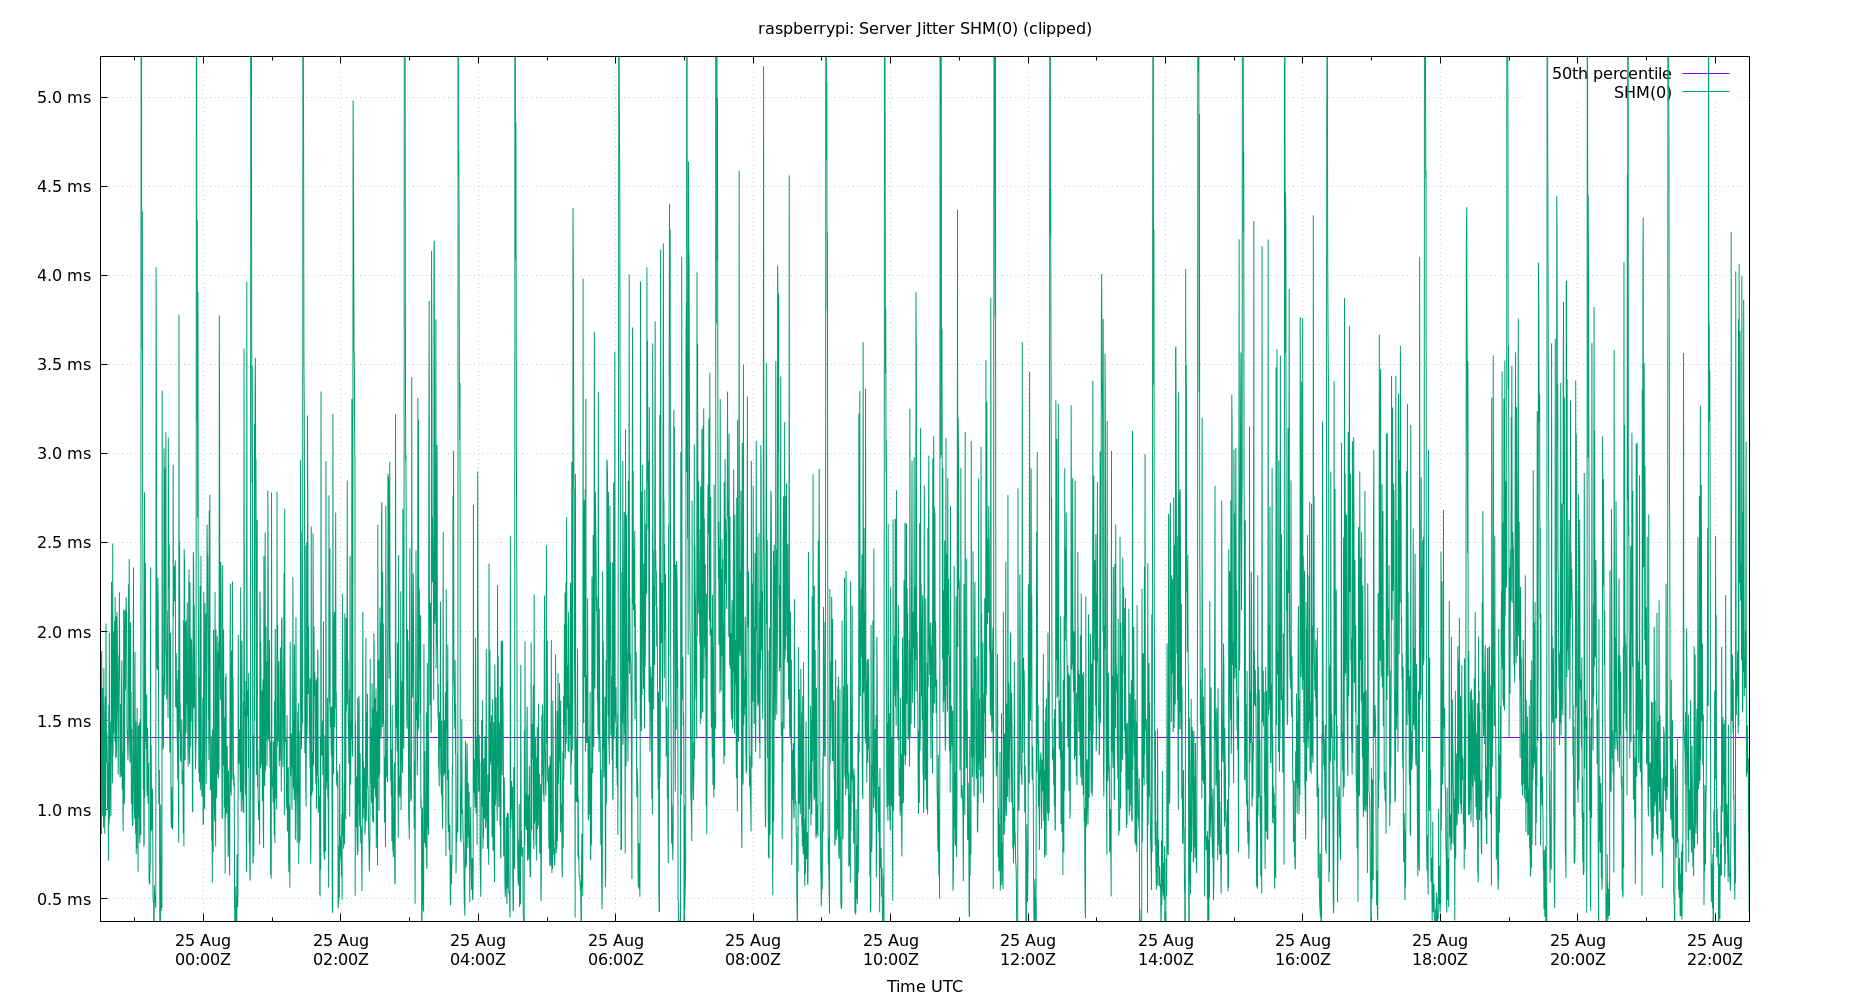 raspberrypi: Server Jitter SHM(0) (clipped)
50th percentile
SHM(0)
5.0 ms
4.5 ms
4.0 ms
3.5 ms
3.0 ms
2.5 ms
2.0 ms
1.5 ms
1.0 ms
0.5 ms
25 Aug 25 Aug 25 Aug 25 Aug 25 Aug 25 Aug 25 Aug 25 Aug 25 Aug 25 Aug 25 Aug 25 Aug
00:00Z 02:00Z 04:00Z 06:00Z 08:00Z 10:00Z 12:00Z 14:00Z 16:00Z 18:00Z 20:00Z 22:00Z
Time UTC